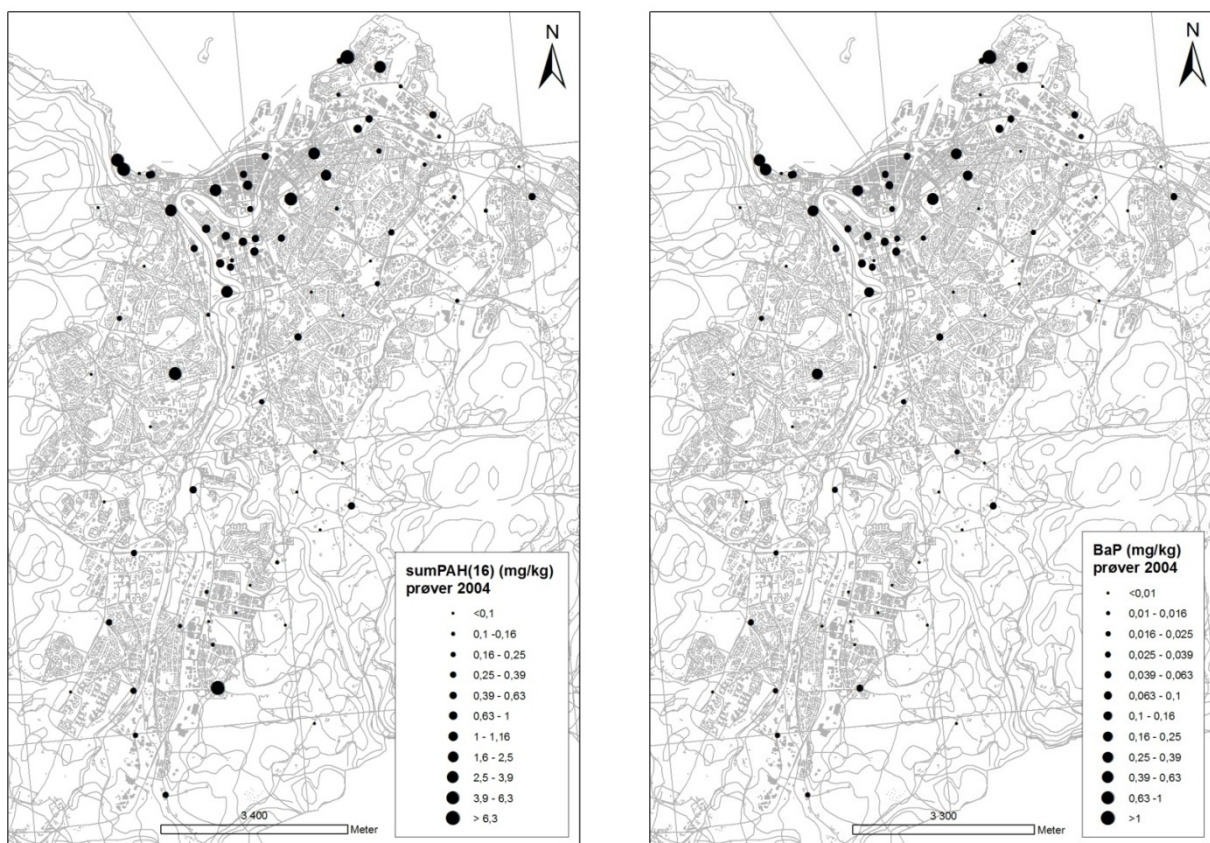 N
sumPAH(16) (mg/kg)
prøver 2004
<0,1
0,1 -0,16
0,16 - 0,25
0,25 - 0,39
0,39 - 0,63
0,63 - 1
1 - 1,16
1,6 - 2,5
2,5 - 3,9
3,9 - 6,3
> 6,3
3 400
Meter
N
BaP (mg/kg)
prøver 2004
<0,01
0,01 - 0,016
0,016 - 0,025
0,025 - 0,039
0,039 - 0,063
0,063 - 0,1
0,1 - 0,16
0,16 - 0,25
0,25 - 0,39
0,39 - 0,63
0,63 -1
>1
3 300
Meter